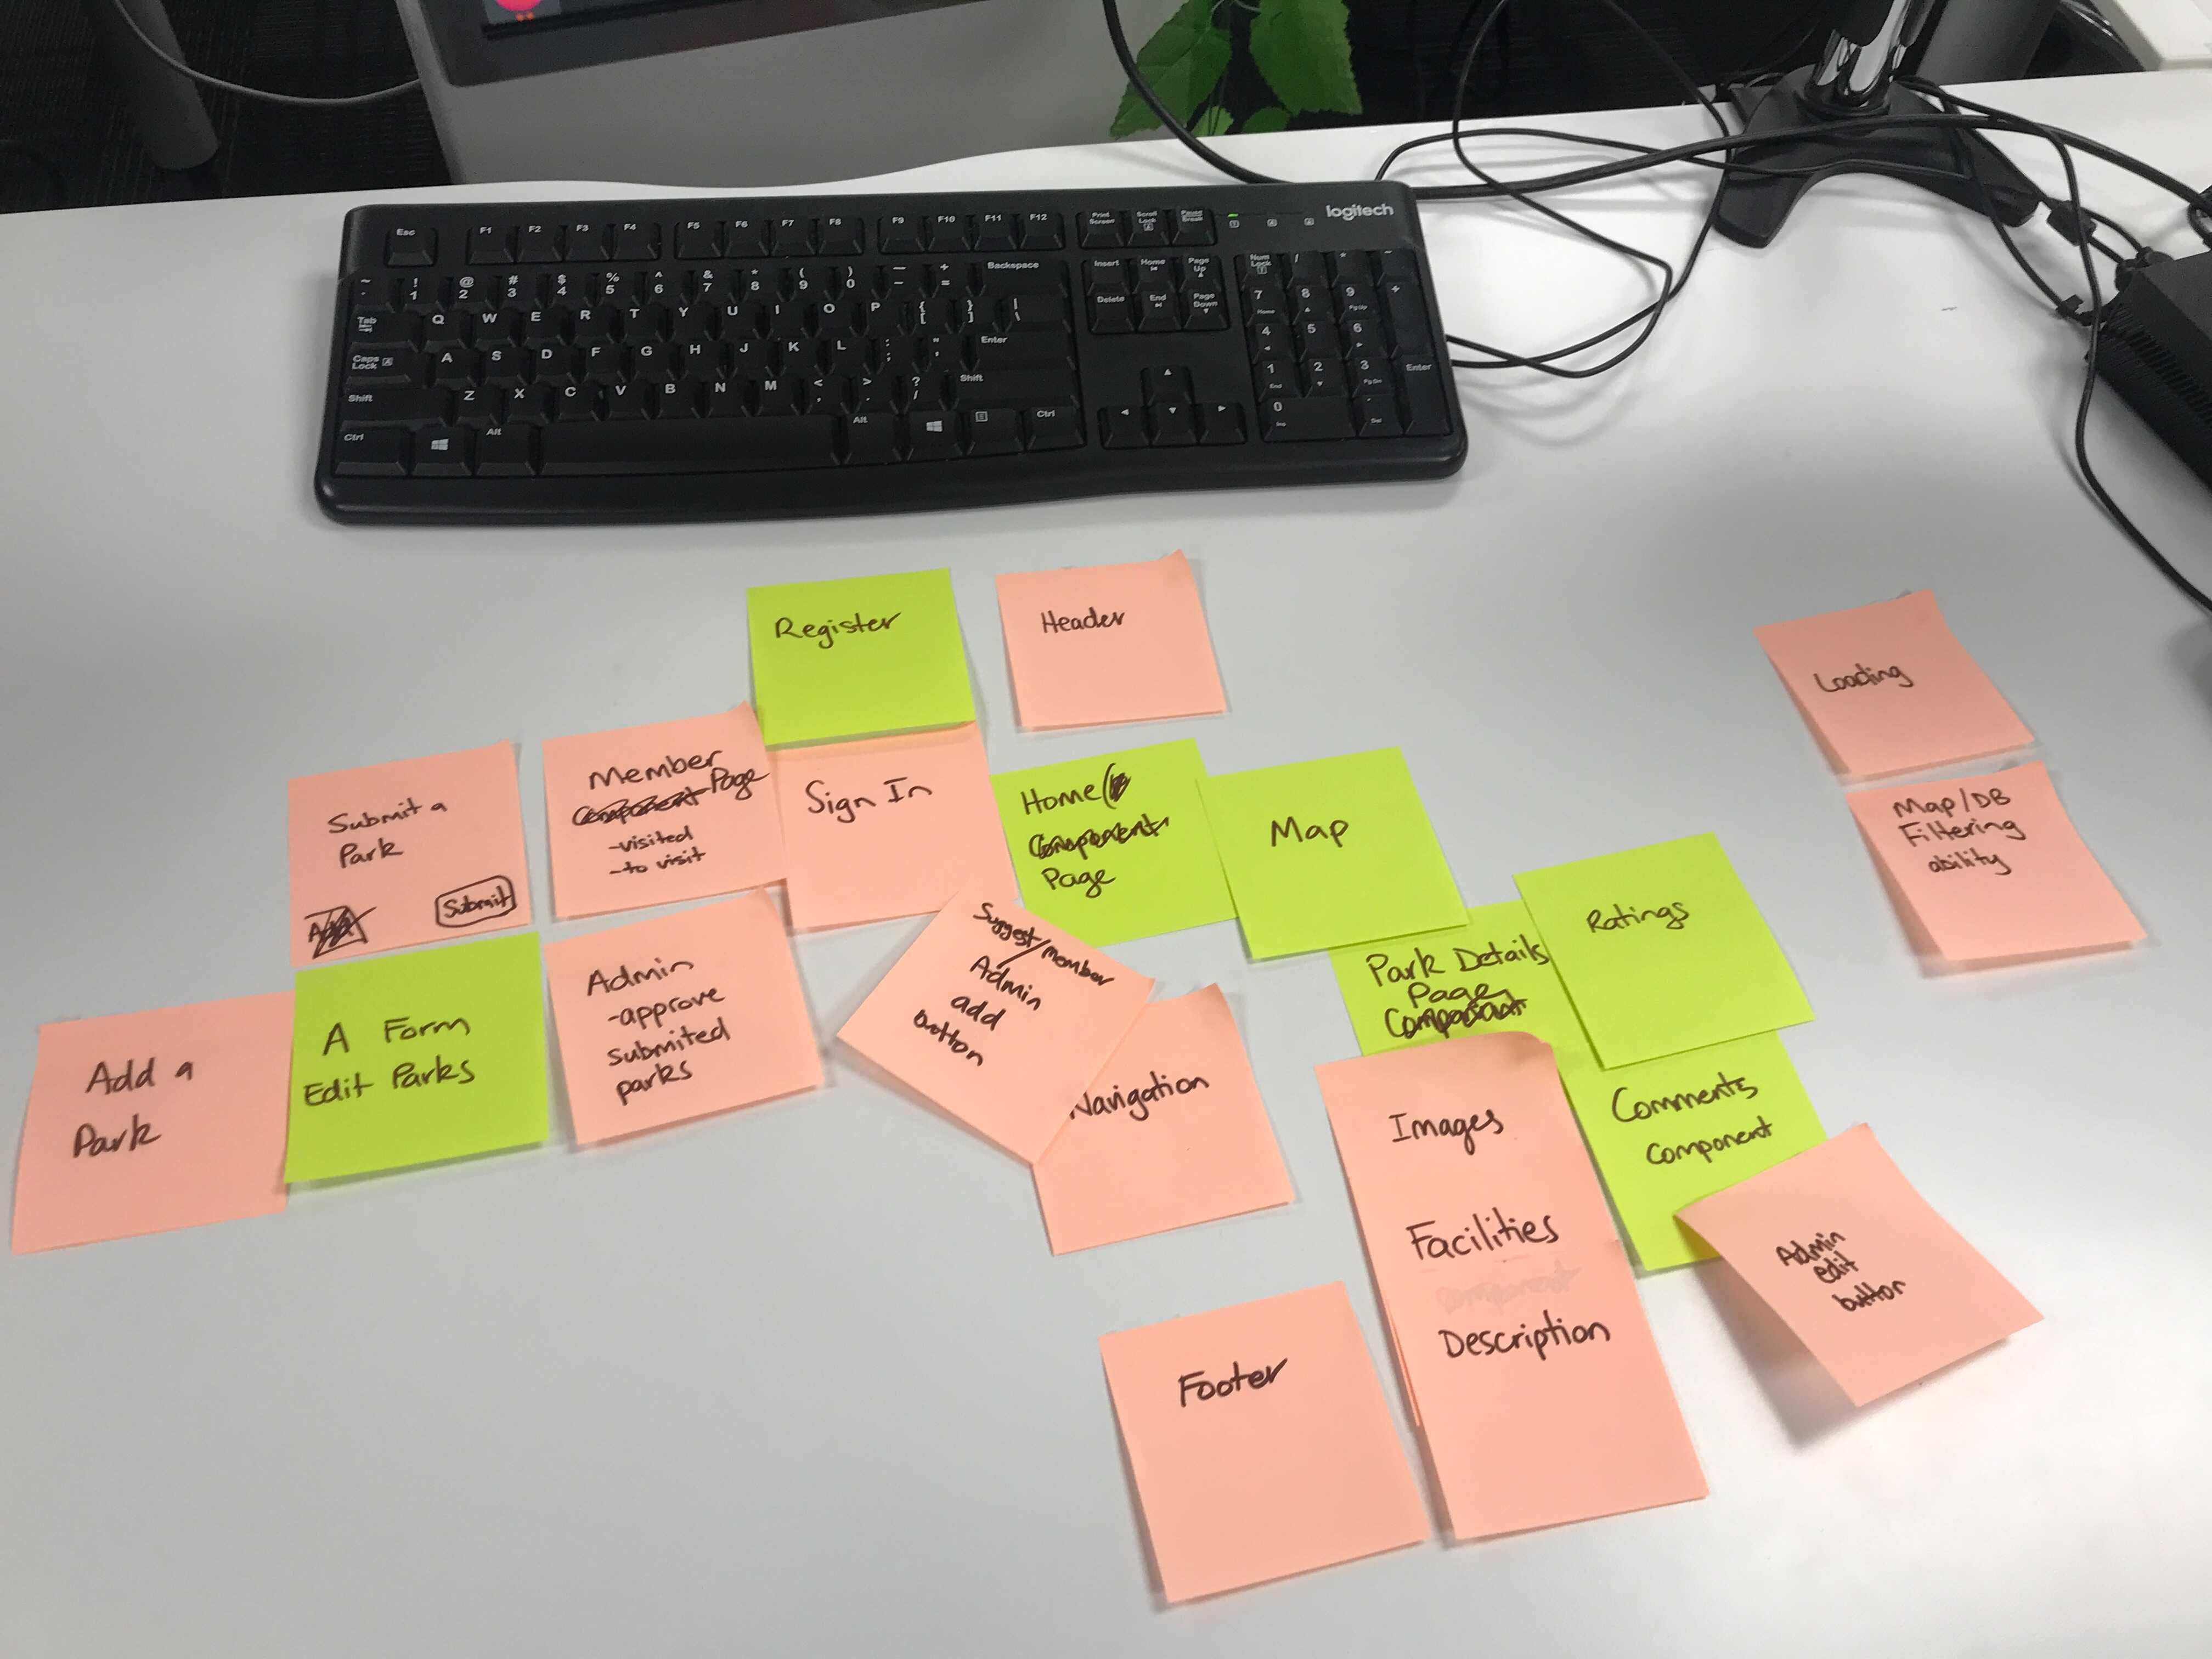 logitech
Esc F1 F2 F3 F4 F5 F6 F7 F8 F9 F10 F11 F12 Print Screen Scroll Lock Pause Break
~ ! 1 @ 2 # 3 $ 4 % 5 ^ 6 & 7 * 8 ( 9 ) 0 — + = Backspace Insert Home Page Up Num Lock / * - +
Tab Q W E R T Y U I O P { [ } ] | \ Delete End Page Down 7 Home 8 9 PgUp
Caps Lock A S D F G H J K L : ; " ' Enter 4 5 6
Shift Z X C V B N M < , > . ? / Shift 1 End 2 3 PgDn Enter
Ctrl Alt Alt Ctrl 0 Ins . Del
Register
Header
Loading
Submit a
Park
Submit
Member
Component Page
-visited
-to visit
Sign In
Home
Component
Page
Map
Map/DB
Filtering
ability
Ratings
Add a
Park
A Form
Edit Parks
Admin
-approve
submited
parks
Suggest/member
Admin
add
button
Navigation
Park Details
Page
Component
Images
Facilities
component
Description
Comments
Component
Admin
edit
button
Footer